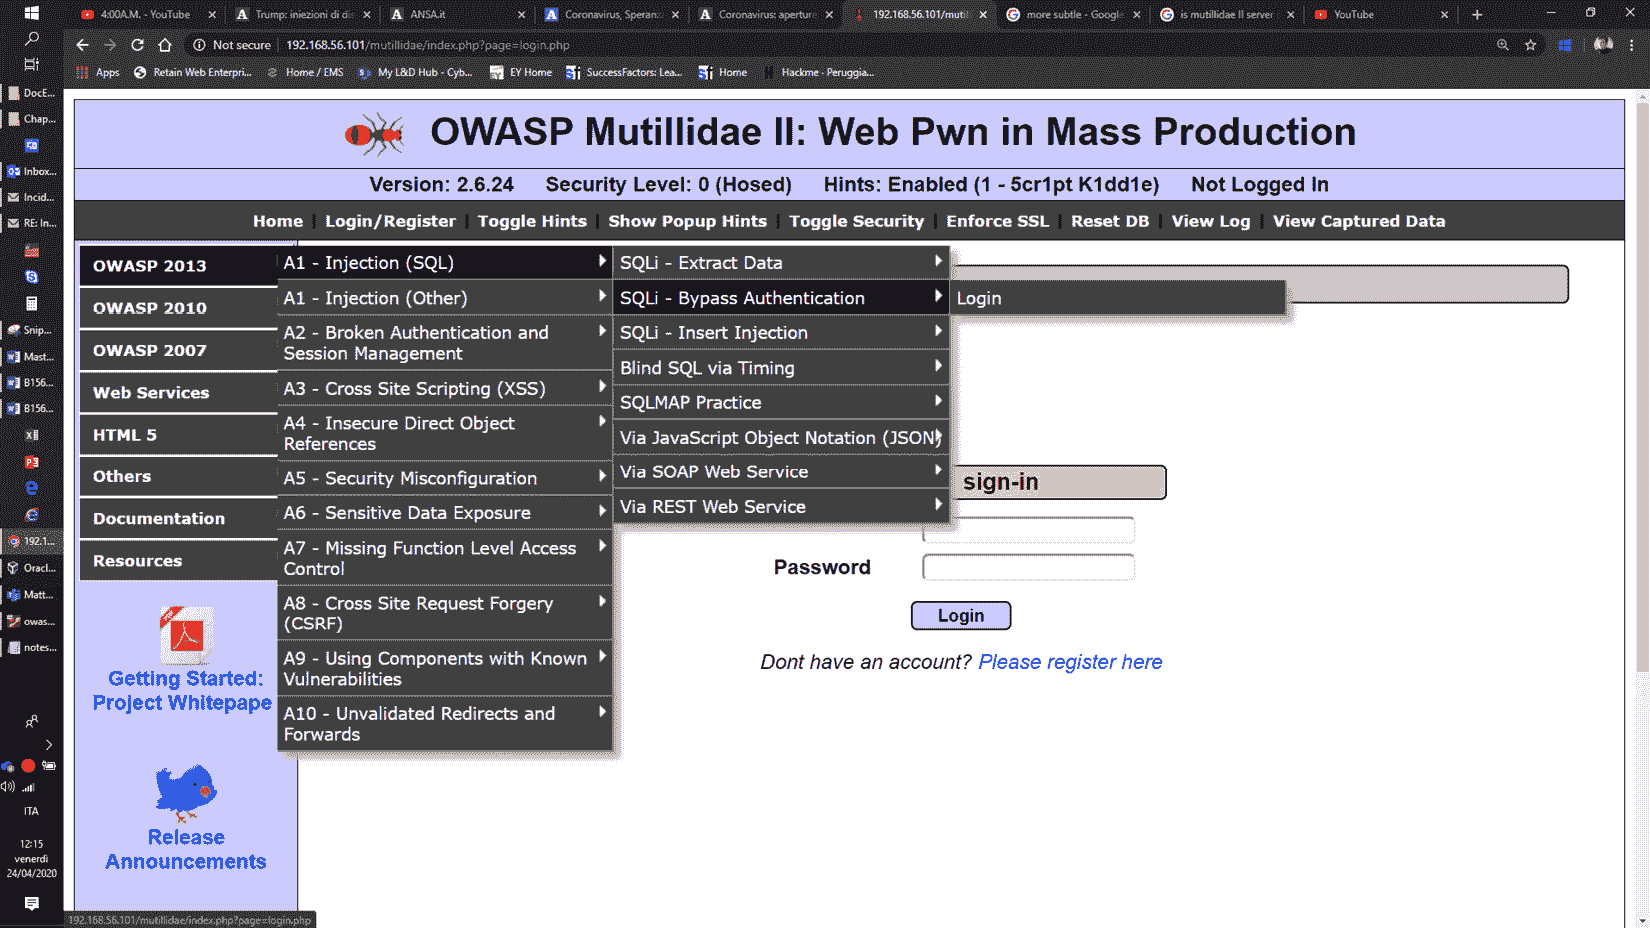 4:00A.M. - YouTube
Trump: iniezioni di di
ANSA.it
Coronavirus, Speranz
Coronavirus: aperture
192.168.56.101/mutil
more subtle - Google
is mutillidae II server
YouTube
Not secure
192.168.56.101/mutillidae/index.php?page=login.php
Apps
Retain Web Enterpri...
Home / EMS
My L&D Hub - Cyb...
EY Home
SuccessFactors: Lea...
Home
Hackme - Peruggia...
DocE...
Chap...
Inbox...
Incid...
RE: In...
Snip...
Mast...
B156...
B156...
192.1...
Oracl...
Matt...
owas...
notes...
ITA
12:15
venerdì
24/04/2020
OWASP Mutillidae II: Web Pwn in Mass Production
Version: 2.6.24
Security Level: 0 (Hosed)
Hints: Enabled (1 - 5cr1pt K1dd1e)
Not Logged In
Home
Login/Register
Toggle Hints
Show Popup Hints
Toggle Security
Enforce SSL
Reset DB
View Log
View Captured Data
OWASP 2013
OWASP 2010
OWASP 2007
Web Services
HTML 5
Others
Documentation
Resources
Getting Started:
Project Whitepape
Release
Announcements
A1 - Injection (SQL)
A1 - Injection (Other)
A2 - Broken Authentication and
Session Management
A3 - Cross Site Scripting (XSS)
A4 - Insecure Direct Object
References
A5 - Security Misconfiguration
A6 - Sensitive Data Exposure
A7 - Missing Function Level Access
Control
A8 - Cross Site Request Forgery
(CSRF)
A9 - Using Components with Known
Vulnerabilities
A10 - Unvalidated Redirects and
Forwards
SQLi - Extract Data
SQLi - Bypass Authentication
SQLi - Insert Injection
Blind SQL via Timing
SQLMAP Practice
Via JavaScript Object Notation (JSON)
Via SOAP Web Service
Via REST Web Service
Login
sign-in
Password
Login
Dont have an account? Please register here
192.168.56.101/mutillidae/index.php?page=login.php